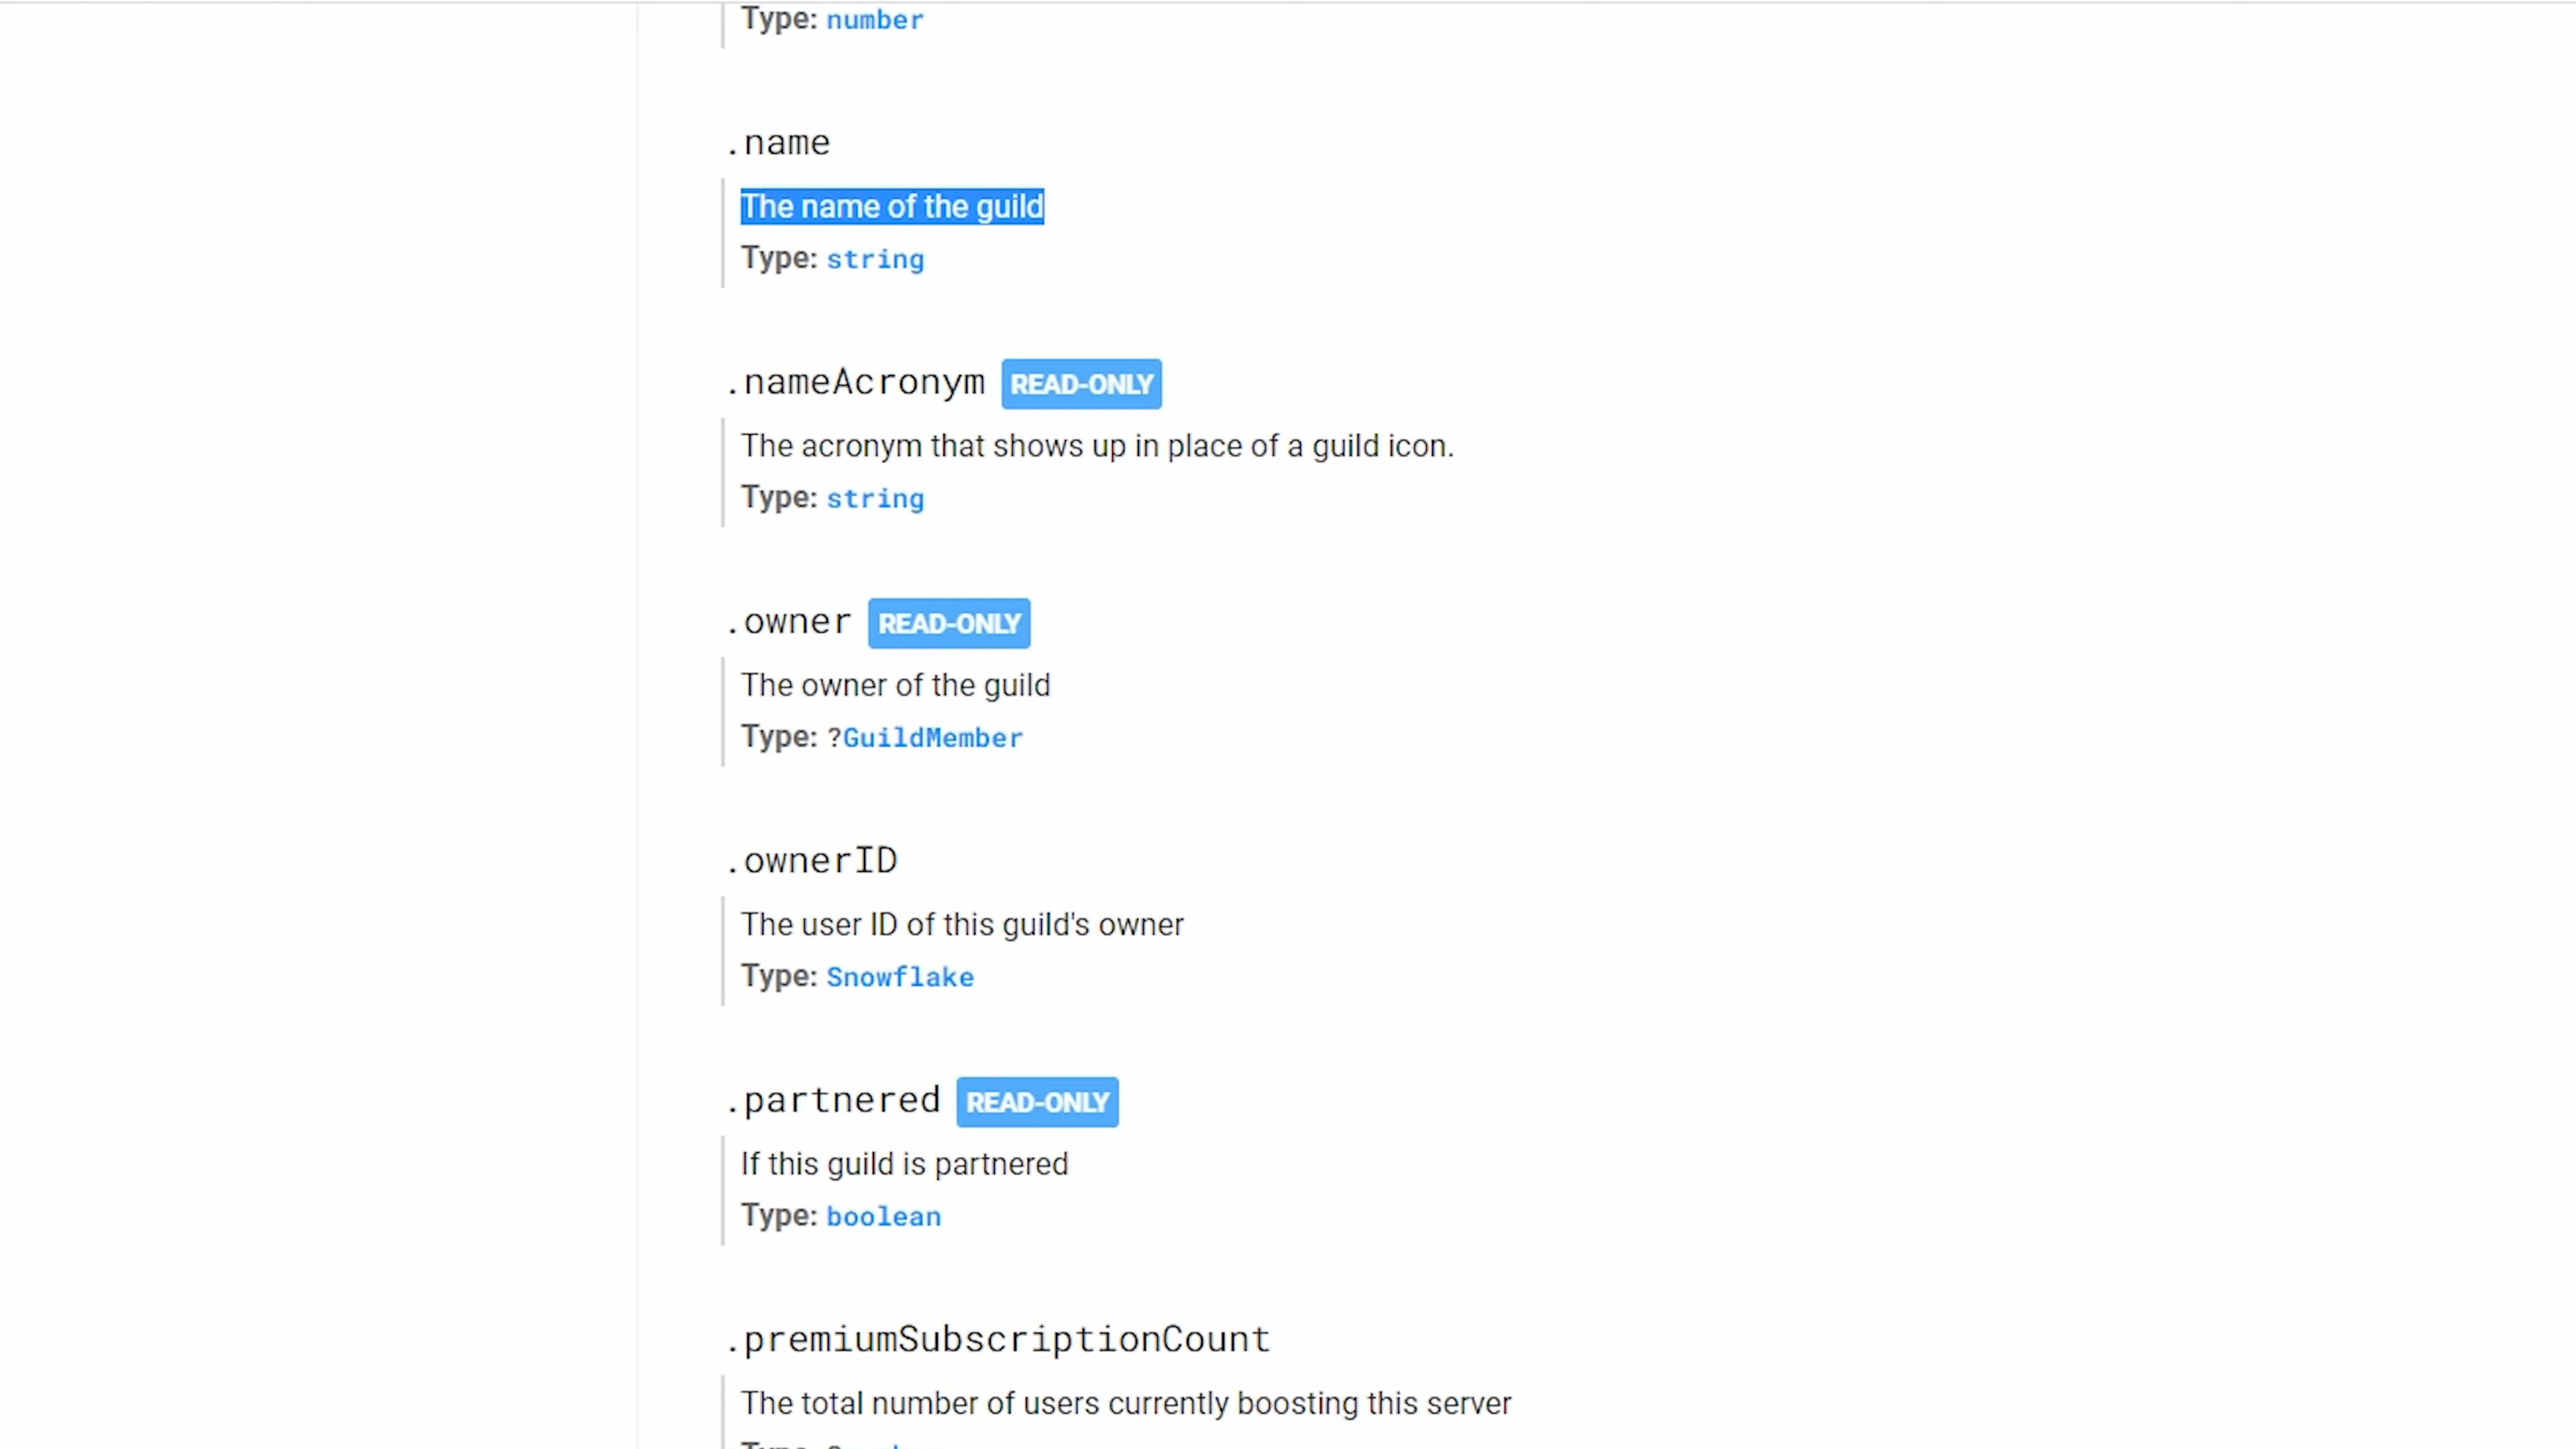 Type: number
.name
The name of the guild
Type: string
.nameAcronym READ-ONLY
The acronym that shows up in place of a guild icon.
Type: string
.owner READ-ONLY
The owner of the guild
Type: ?GuildMember
.ownerID
The user ID of this guild's owner
Type: Snowflake
.partnered READ-ONLY
If this guild is partnered
Type: boolean
.premiumSubscriptionCount
The total number of users currently boosting this server